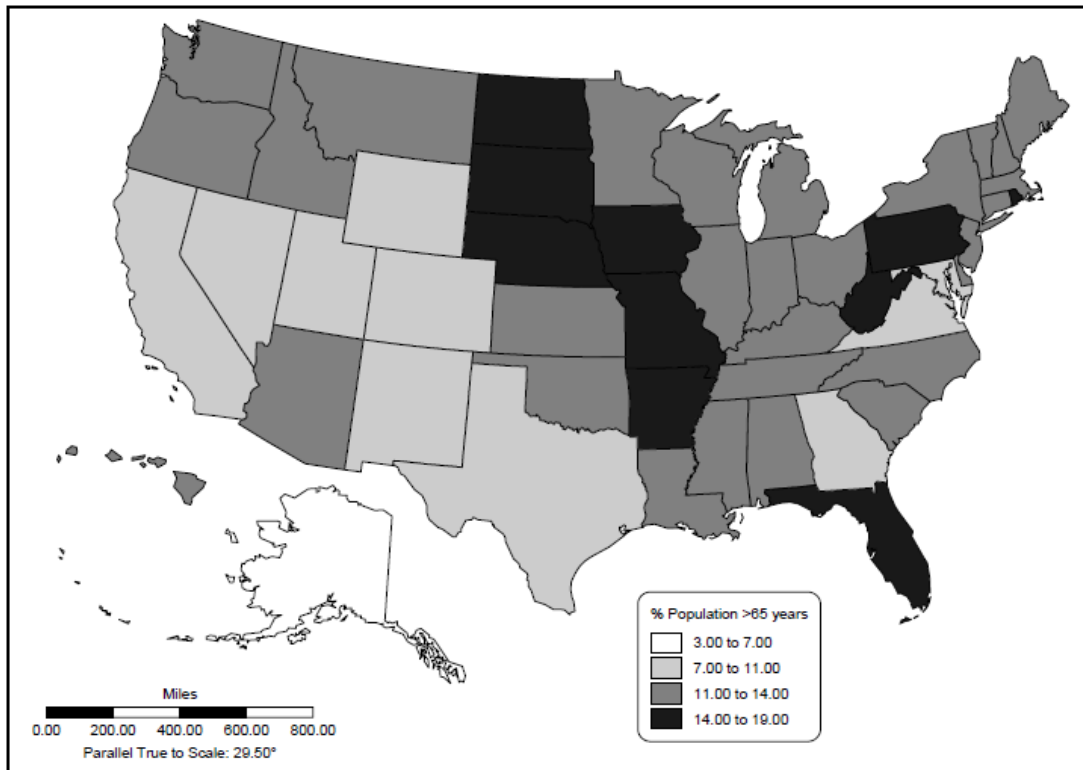 % Population >65 years
3.00 to 7.00
7.00 to 11.00
11.00 to 14.00
14.00 to 19.00
Miles
0.00 200.00 400.00 600.00 800.00
Parallel True to Scale: 29.50°